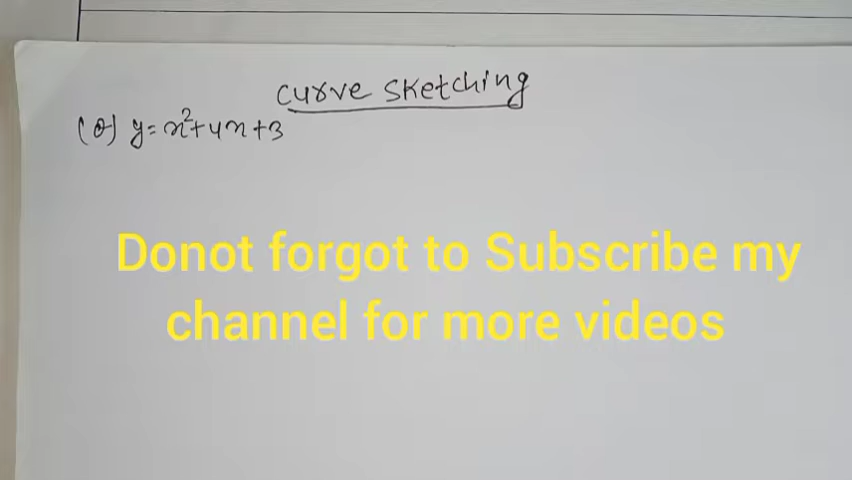 Curve Sketching
(Q) y=x²+4x+3
Donot forgot to Subscribe my
channel for more videos